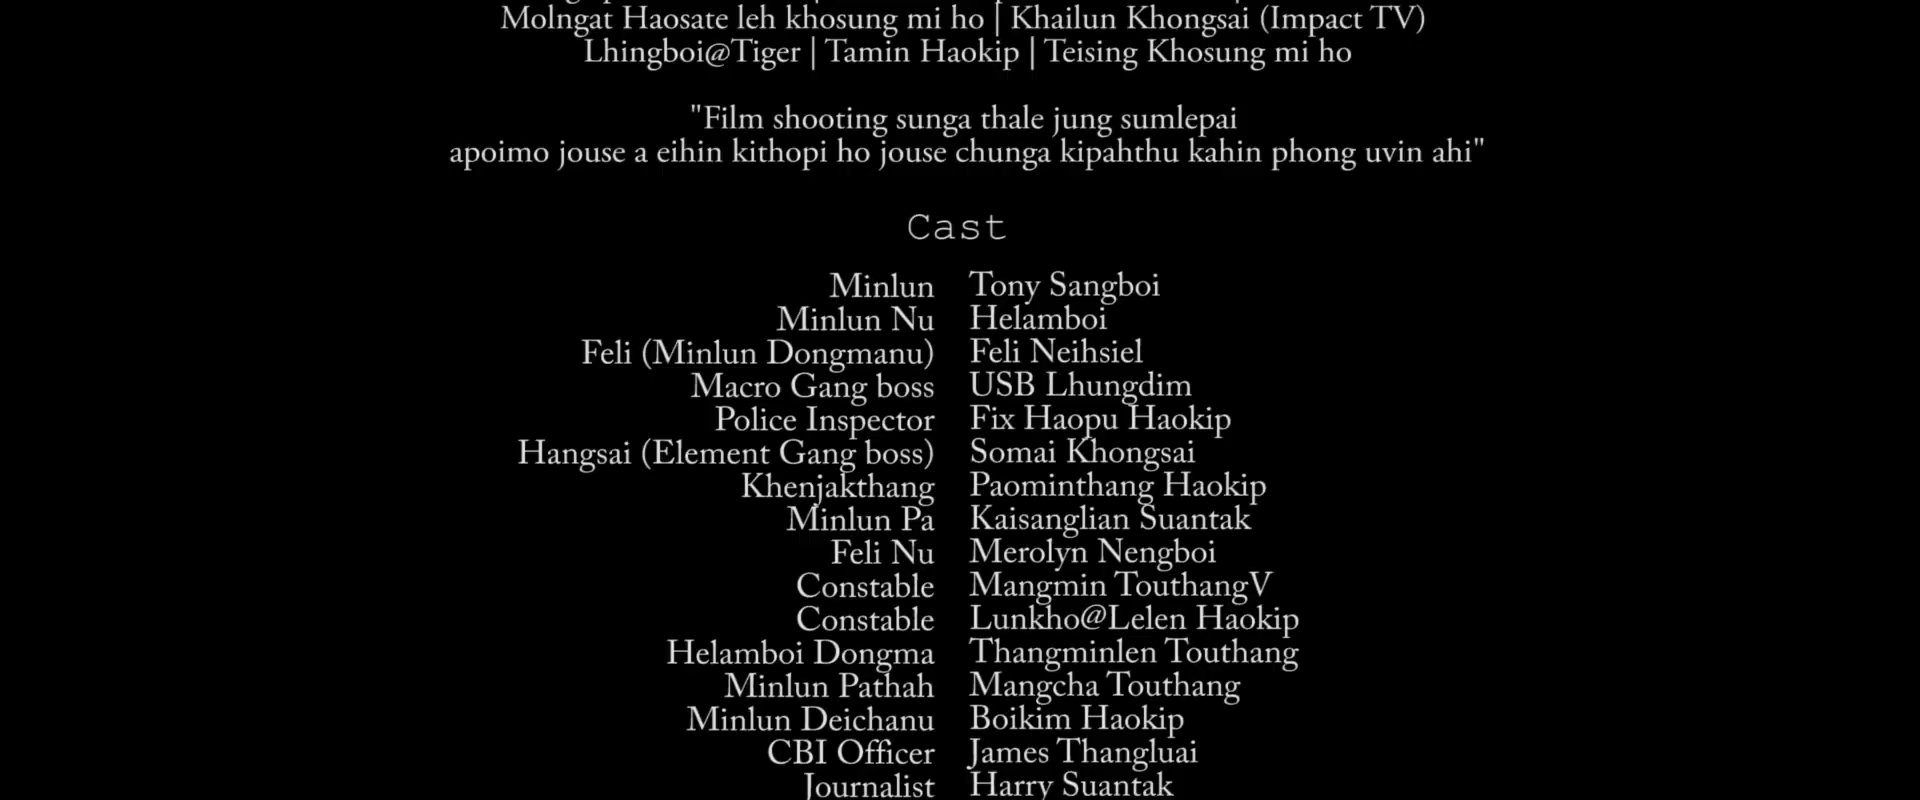 Molngat Haosate leh khosung mi ho | Khailun Khongsai (Impact TV)
Lhingboi@Tiger | Tamin Haokip | Teising Khosung mi ho
"Film shooting sunga thale jung sumlepai
apoimo jouse a eihin kithopi ho jouse chunga kipahthu kahin phong uvin ahi"
Cast
Minlun Tony Sangboi
Minlun Nu Helamboi
Feli (Minlun Dongmanu) Feli Neihsiel
Macro Gang boss USB Lhungdim
Police Inspector Fix Haopu Haokip
Hangsai (Element Gang boss) Somai Khongsai
Khenjakthang Paominthang Haokip
Minlun Pa Kaisanglian Suantak
Feli Nu Merolyn Nengboi
Constable Mangmin TouthangV
Constable Lunkho@Lelen Haokip
Helamboi Dongma Thangminlen Touthang
Minlun Pathah Mangcha Touthang
Minlun Deichanu Boikim Haokip
CBI Officer James Thangluai
Journalist Harry Suantak